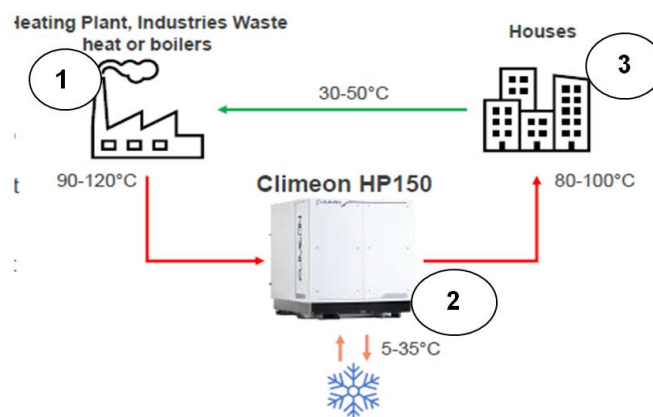 Heating Plant, Industries Waste
heat or boilers
Houses
1
3
30-50°C
90-120°C
Climeon HP150
80-100°C
CLIMEON
2
5-35°C